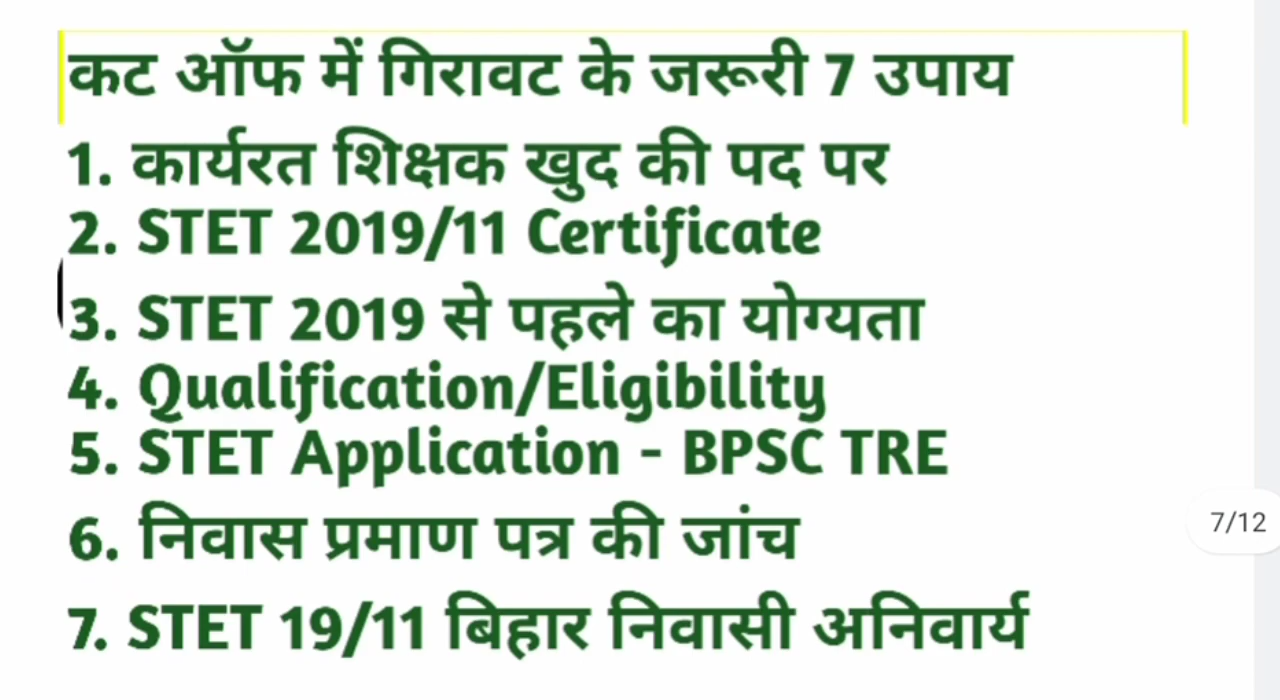 कट ऑफ में गिरावट के जरूरी 7 उपाय
1. कार्यरत शिक्षक खुद की पद पर
2. STET 2019/11 Certificate
3. STET 2019 से पहले का योग्यता
4. Qualification/Eligibility
5. STET Application - BPSC TRE
6. निवास प्रमाण पत्र की जांच
7/12
7. STET 19/11 बिहार निवासी अनिवार्य